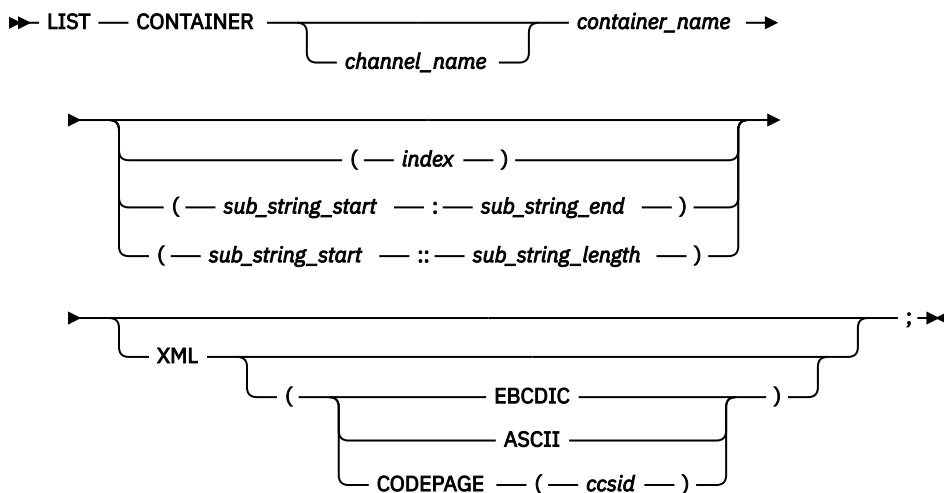 LIST CONTAINER container_name
channel_name
( index )
( sub_string_start : sub_string_end )
( sub_string_start :: sub_string_length )
;
XML
( EBCDIC )
ASCII
CODEPAGE ( ccsid )